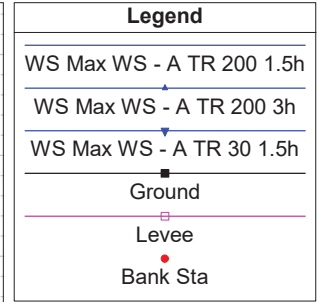 Legend
WS Max WS - A TR 200 1.5h
WS Max WS - A TR 200 3h
WS Max WS - A TR 30 1.5h
Ground
Levee
Bank Sta